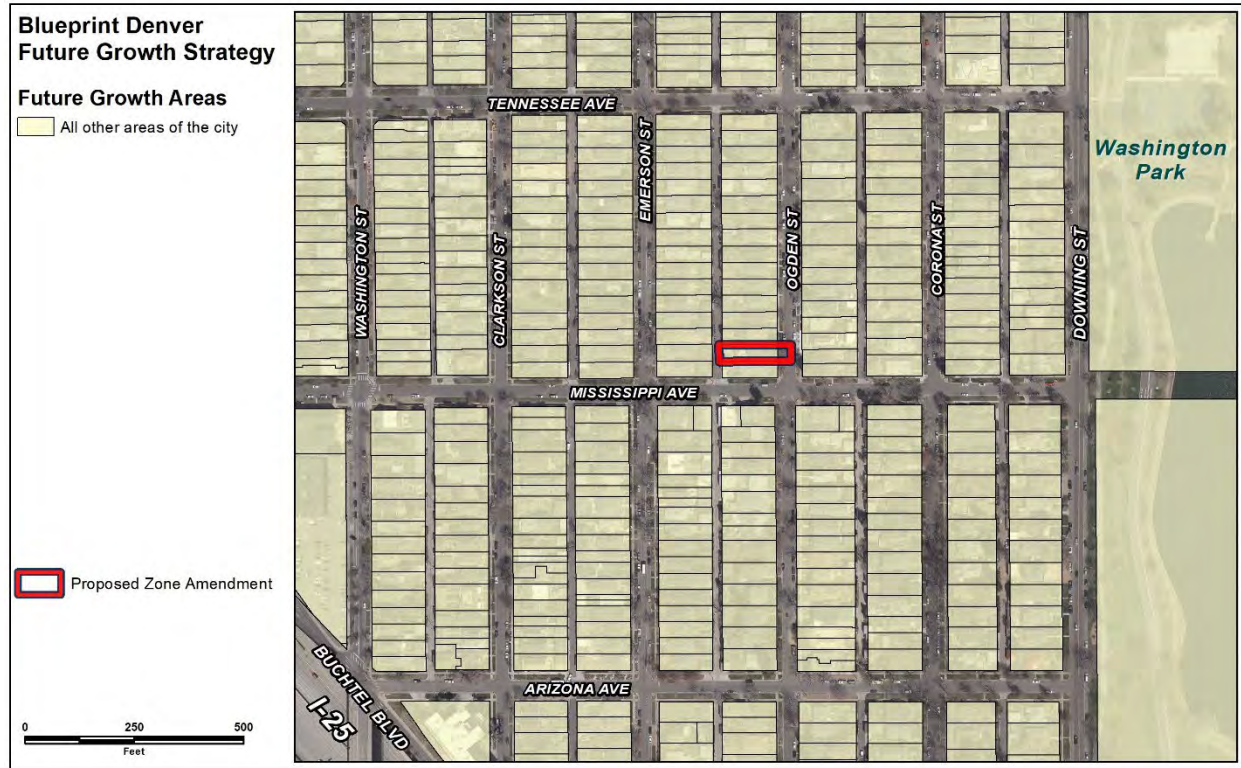 Blueprint Denver
Future Growth Strategy
Future Growth Areas
All other areas of the city
Proposed Zone Amendment
0 250 500
Feet
TENNESSEE AVE
WASHINGTON ST
CLARKSON ST
EMERSON ST
OGDEN ST
CORONA ST
DOWNING ST
Washington
Park
MISSISSIPPI AVE
ARIZONA AVE
BUCHTEL BLVD
I-25